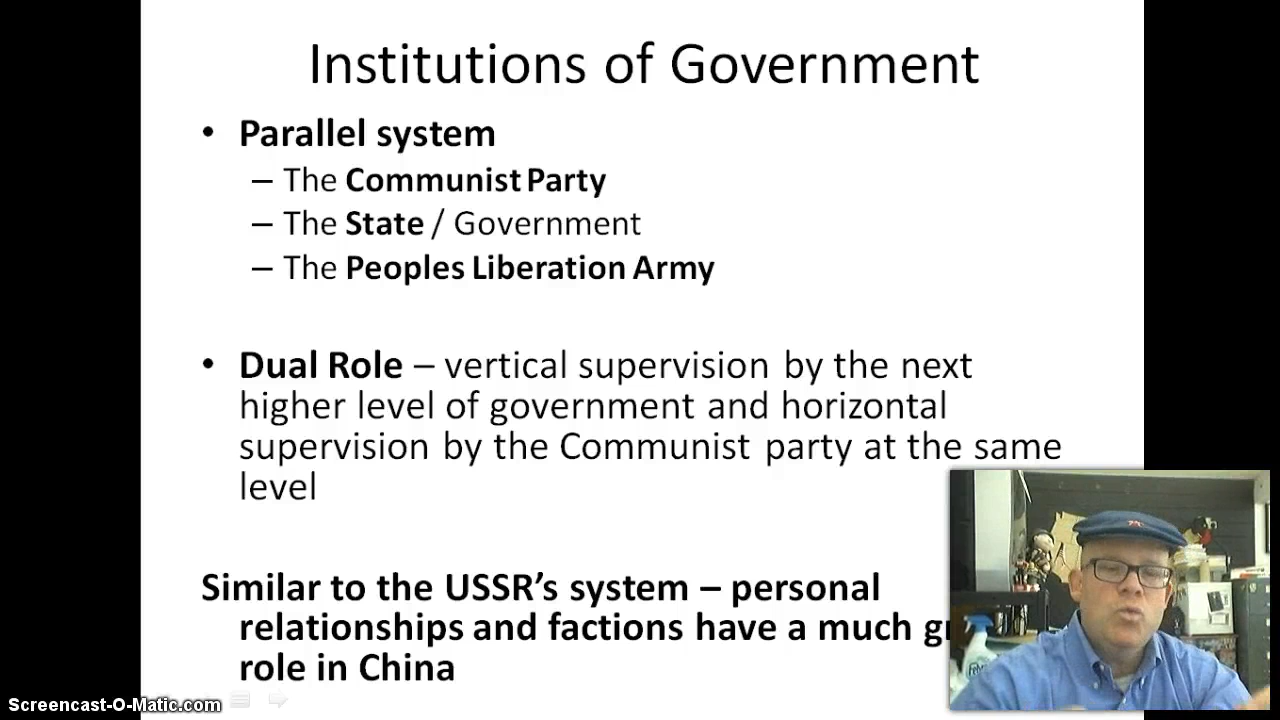 Institutions of Government
• Parallel system
– The Communist Party
– The State / Government
– The Peoples Liberation Army
• Dual Role – vertical supervision by the next
higher level of government and horizontal
supervision by the Communist party at the same
level
Similar to the USSR’s system – personal
relationships and factions have a much
role in China
Screencast-O-Matic.com